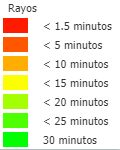 Rayos
< 1.5 minutos
< 5 minutos
< 10 minutos
< 15 minutos
< 20 minutos
< 25 minutos
30 minutos